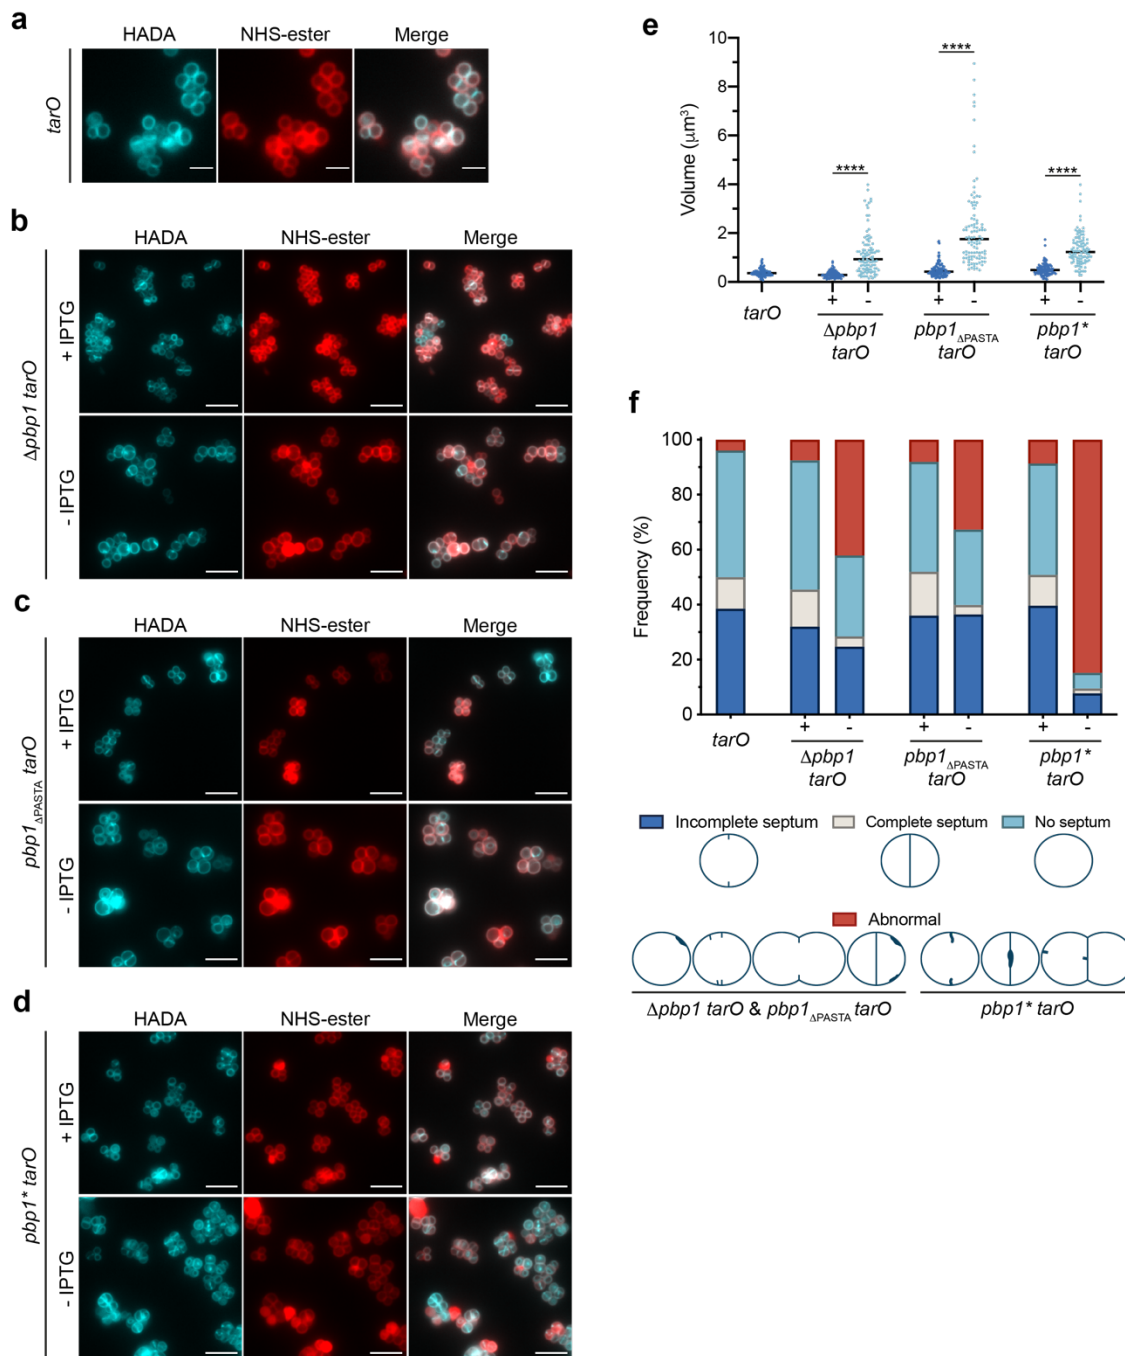 a
HADA NHS-ester Merge
tarO
b
HADA NHS-ester Merge
Δpbp1 tarO
+ IPTG
- IPTG
c
HADA NHS-ester Merge
pbp1ΔPASTA tarO
+ IPTG
- IPTG
d
HADA NHS-ester Merge
pbp1* tarO
+ IPTG
- IPTG
e
Volume (μm³)
10
8
6
4
2
0
**** **** ****
+ - + - + -
tarO Δpbp1 tarO pbp1ΔPASTA tarO pbp1* tarO
f
Frequency (%)
100
80
60
40
20
0
+ - + - + -
tarO Δpbp1 tarO pbp1ΔPASTA tarO pbp1* tarO
Incomplete septum Complete septum No septum
Abnormal
Δpbp1 tarO & pbp1ΔPASTA tarO pbp1* tarO